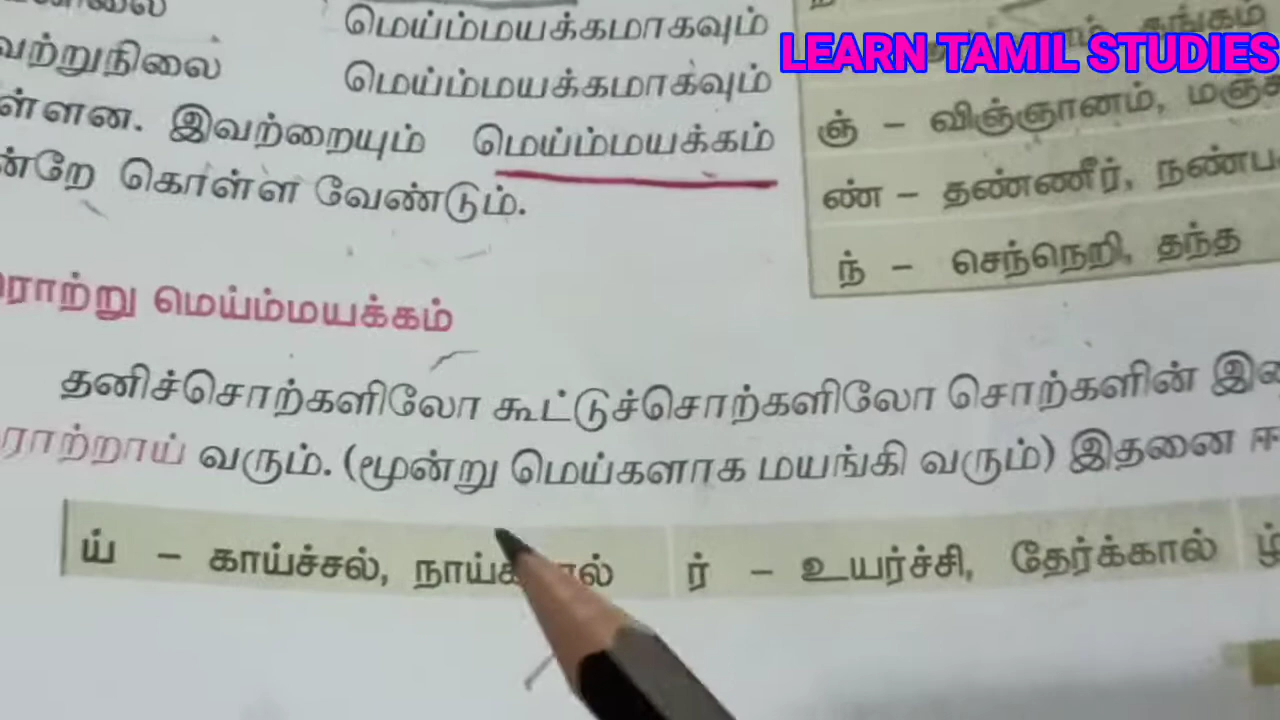 மெய்ம்மயக்கமாகவும்
வற்றுநிலை மெய்ம்மயக்கமாகவும்
ள்ளன. இவற்றையும் மெய்ம்மயக்கம்
ன்றே கொள்ள வேண்டும்.
ரொற்று மெய்ம்மயக்கம்
தனிச்சொற்களிலோ கூட்டுச்சொற்களிலோ சொற்களின்
ரொற்றாய் வரும். (மூன்று மெய்களாக மயங்கி வரும்) இதனை
ய் – காய்ச்சல், ர் – உயர்ச்சி, தேர்க்கால் ழ்
LEARN TAMIL STUDIES
ஞ் – விஞ்ஞானம்,
ண் – தண்ணீர்,
ந் – செந்நெறி, தந்த